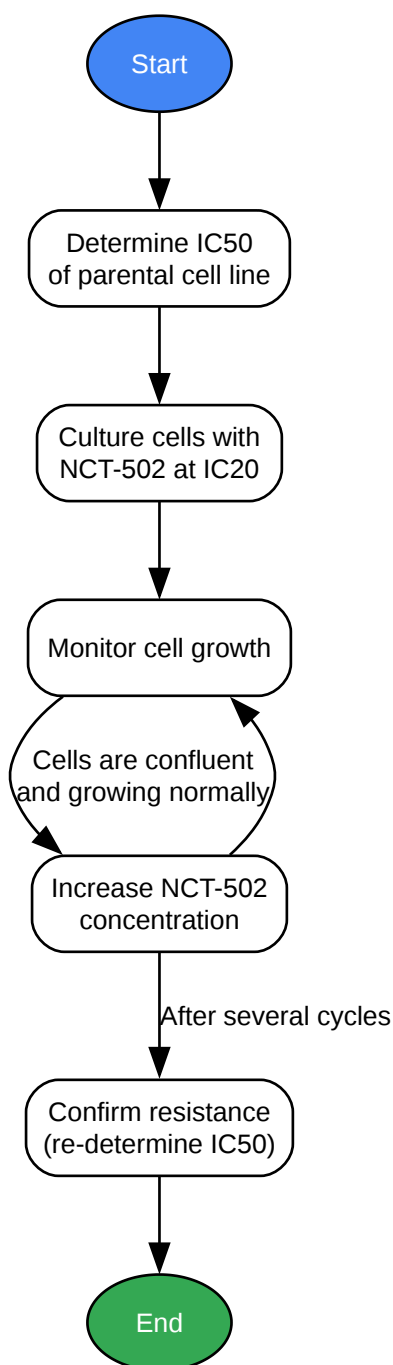 Start
Determine IC50
of parental cell line
Culture cells with
NCT-502 at IC20
Monitor cell growth
Cells are confluent
and growing normally
Increase NCT-502
concentration
After several cycles
Confirm resistance
(re-determine IC50)
End